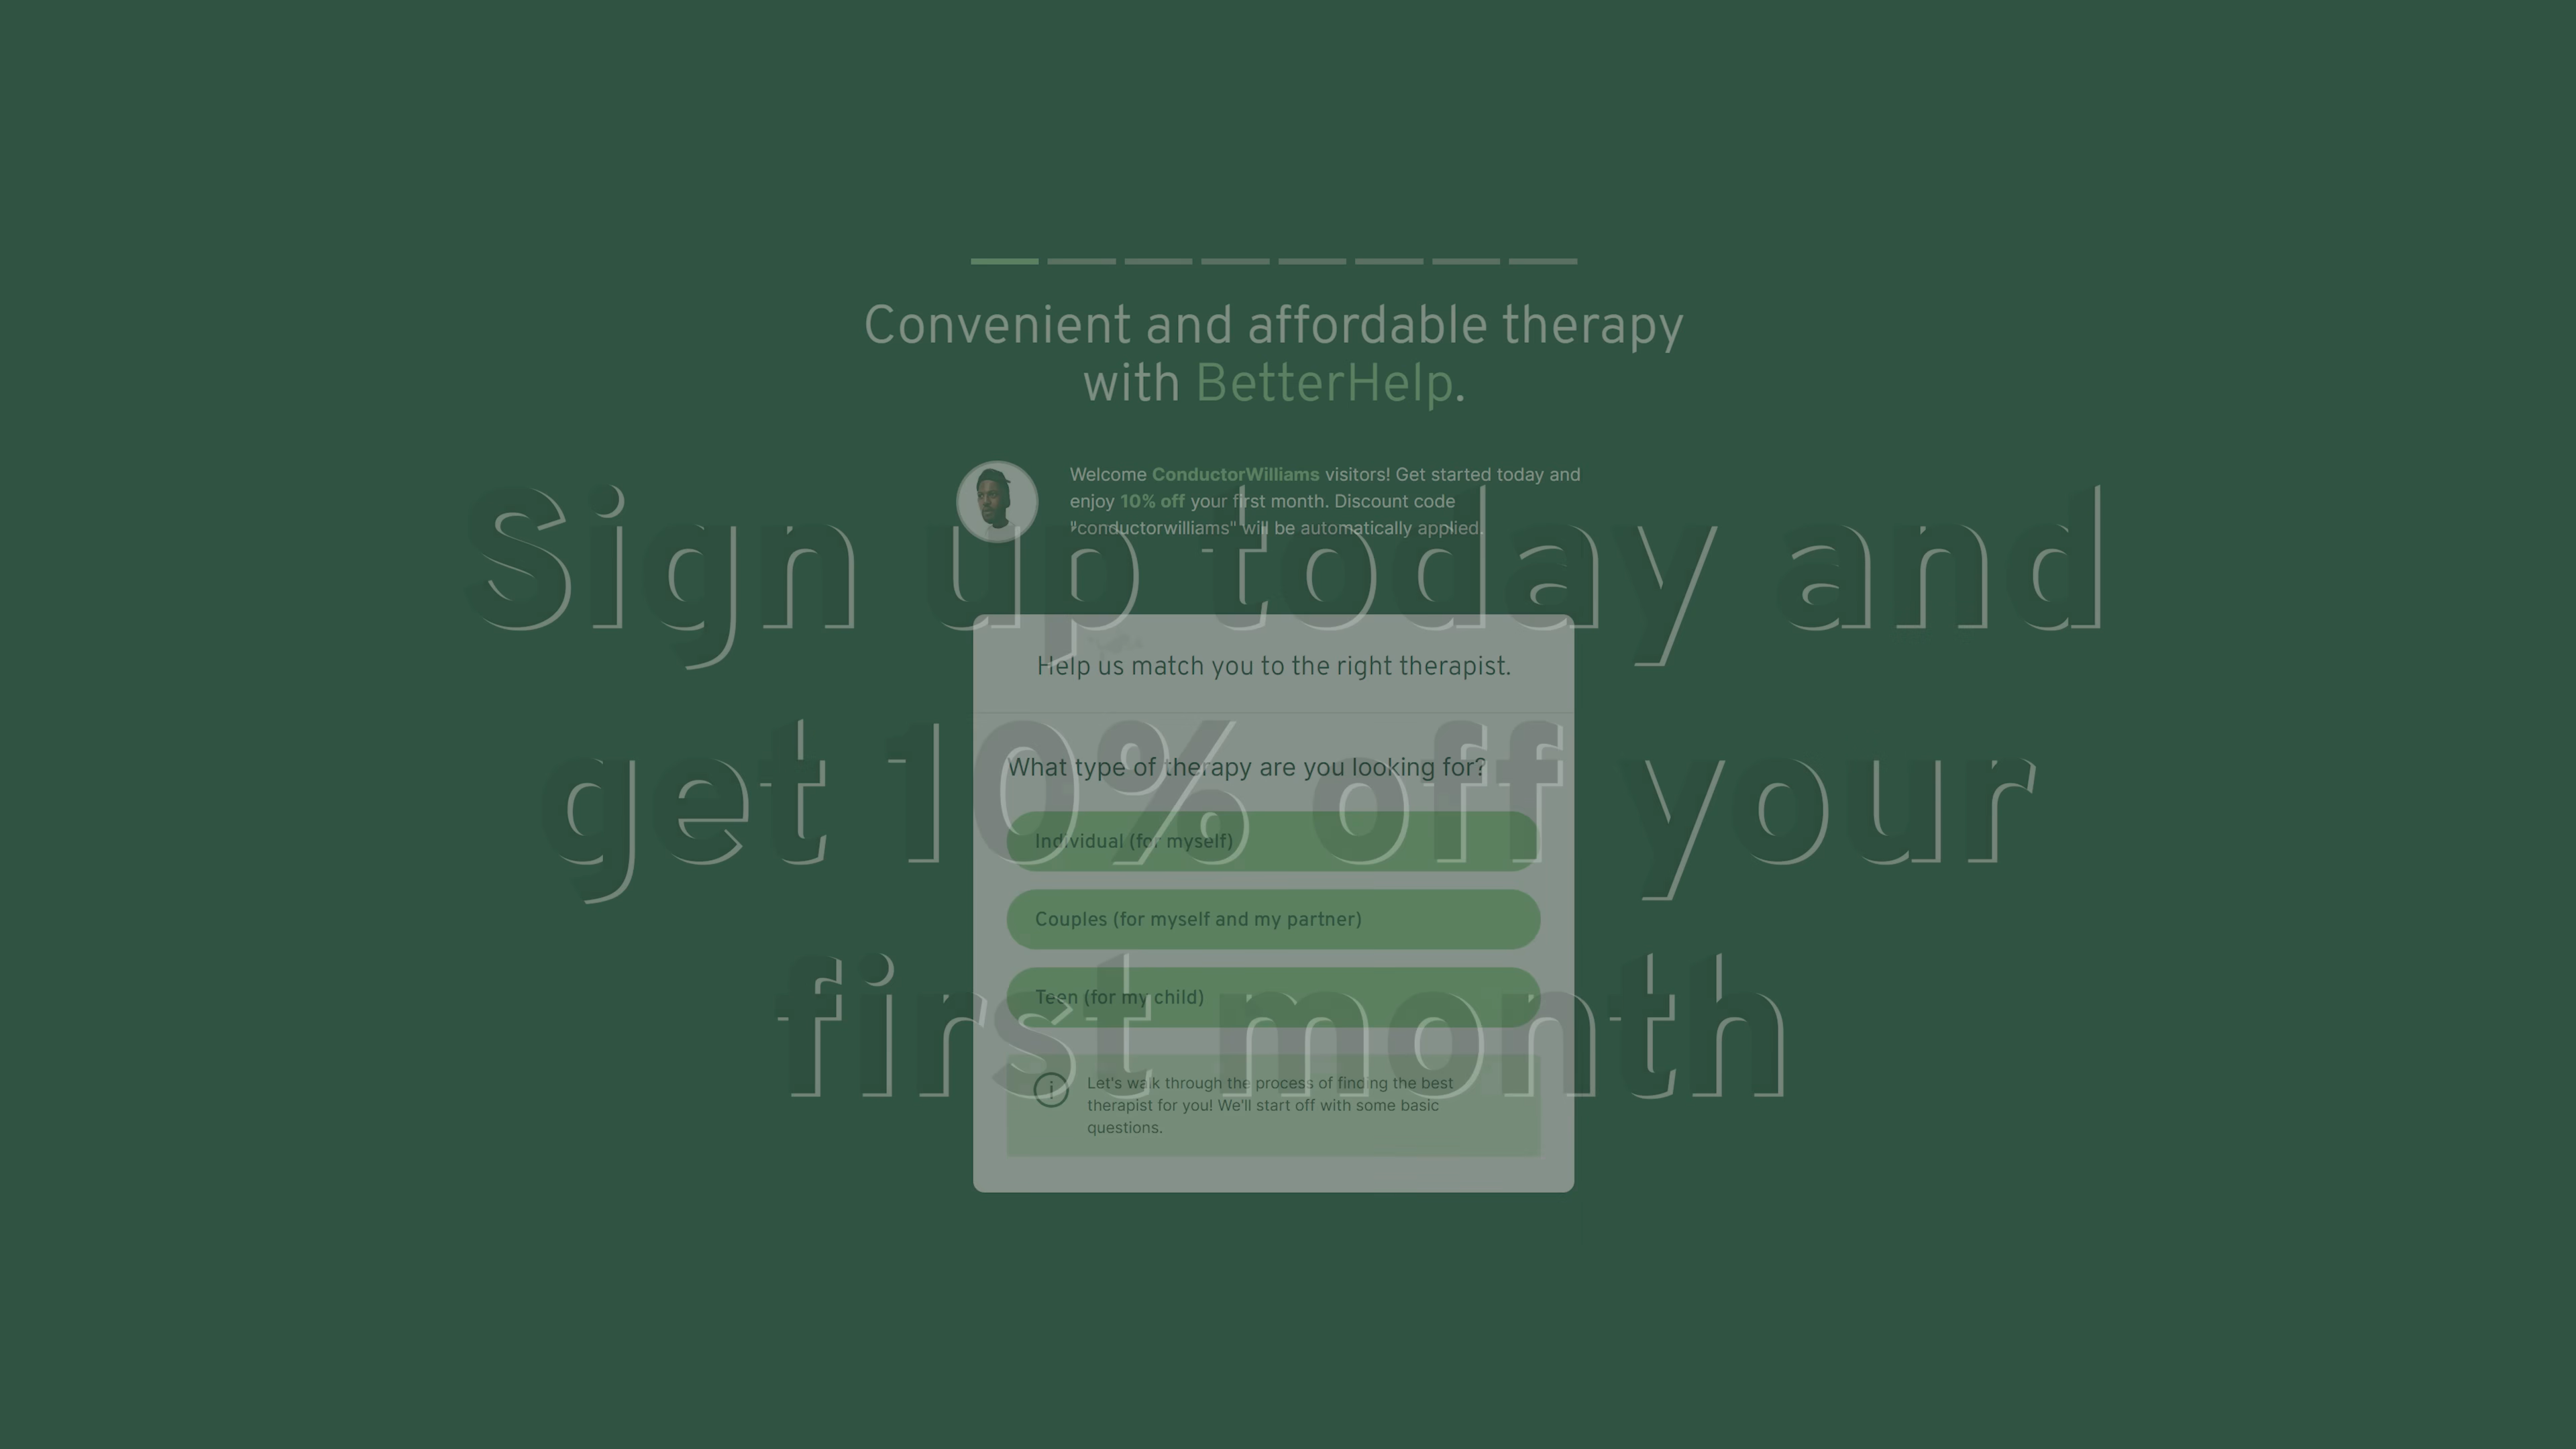 Convenient and affordable therapy
with BetterHelp.
Welcome ConductorWilliams visitors! Get started today and
enjoy 10% off your first month. Discount code
"conductorwilliams" will be automatically applied.
Sign up today and
get 10% off your
first month
Help us match you to the right therapist.
What type of therapy are you looking for?
Individual (for myself)
Couples (for myself and my partner)
Teen (for my child)
Let's walk through the process of finding the best
therapist for you! We'll start off with some basic
questions.